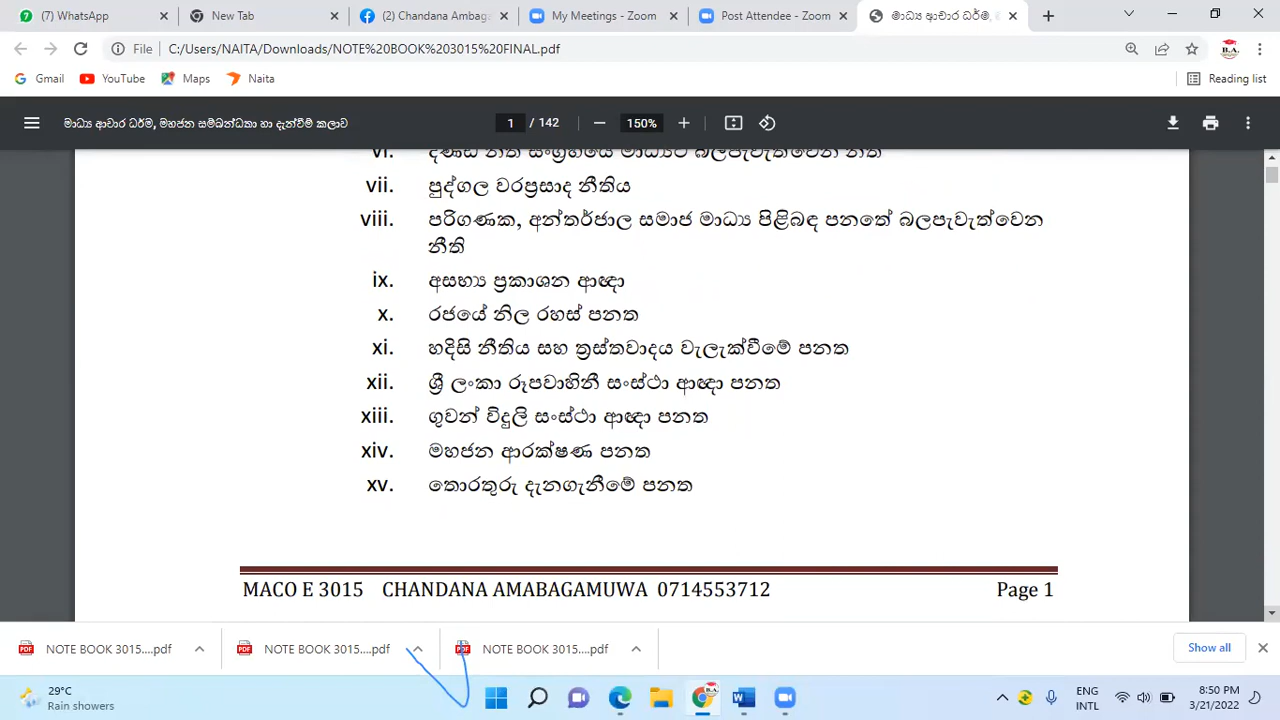 (7) WhatsApp
New Tab
(2) Chandana Ambaga
My Meetings - Zoom
Post Attendee - Zoom
මාධ්‍ය ආචාර ධර්ම,
File C:/Users/NAITA/Downloads/NOTE%20BOOK%203015%20FINAL.pdf
Gmail YouTube Maps Naita Reading list
මාධ්‍ය ආචාර ධර්ම, මහජන සම්බන්ධතා හා දැන්වීම් කලාව 1 / 142 150%
vi. දණ්ඩ නීති සංග්‍රහයේ මාධ්‍යට බලපැවැත්වෙන නීති
vii. පුද්ගල වරප්‍රසාද නීතිය
viii. පරිගණක, අන්තර්ජාල සමාජ මාධ්‍ය පිළිබඳ පනතේ බලපැවැත්වෙන
නීති
ix. අසභ්‍ය ප්‍රකාශන ආඥා
x. රජයේ නිල රහස් පනත
xi. හදිසි නීතිය සහ ත්‍රස්තවාදය වැලැක්වීමේ පනත
xii. ශ්‍රී ලංකා රූපවාහිනී සංස්ථා ආඥා පනත
xiii. ගුවන් විදුලි සංස්ථා ආඥා පනත
xiv. මහජන ආරක්ෂණ පනත
xv. තොරතුරු දැනගැනීමේ පනත
MACO E 3015 CHANDANA AMABAGAMUWA 0714553712 Page 1
NOTE BOOK 3015....pdf NOTE BOOK 3015....pdf NOTE BOOK 3015....pdf Show all
29°C
Rain showers
ENG
INTL
8:50 PM
3/21/2022